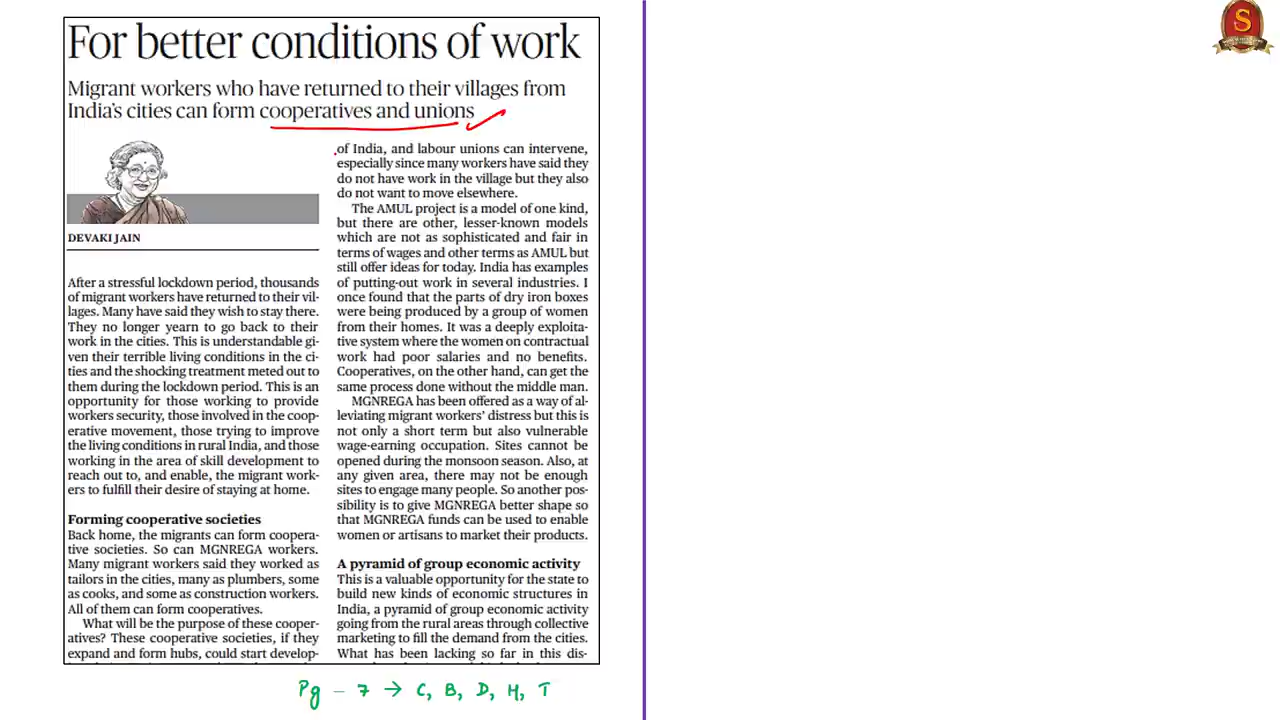 For better conditions of work
Migrant workers who have returned to their villages from
India's cities can form cooperatives and unions
DEVAKI JAIN
After a stressful lockdown period, thousands
of migrant workers have returned to their vil-
lages. Many have said they wish to stay there.
They no longer yearn to go back to their
work in the cities. This is understandable gi-
ven their terrible living conditions in the ci-
ties and the shocking treatment meted out to
them during the lockdown period. This is an
opportunity for those working to provide
workers security, those involved in the coop-
erative movement, those trying to improve
the living conditions in rural India, and those
working in the area of skill development to
reach out to, and enable, the migrant work-
ers to fulfill their desire of staying at home.
Forming cooperative societies
Back home, the migrants can form coopera-
tive societies. So can MGNREGA workers.
Many migrant workers said they worked as
tailors in the cities, many as plumbers, some
as cooks, and some as construction workers.
All of them can form cooperatives.
What will be the purpose of these cooper-
atives? These cooperative societies, if they
expand and form hubs, could start develop-
of India, and labour unions can intervene,
especially since many workers have said they
do not have work in the village but they also
do not want to move elsewhere.
The AMUL project is a model of one kind,
but there are other, lesser-known models
which are not as sophisticated and fair in
terms of wages and other terms as AMUL but
still offer ideas for today. India has examples
of putting-out work in several industries. I
once found that the parts of dry iron boxes
were being produced by a group of women
from their homes. It was a deeply exploita-
tive system where the women on contractual
work had poor salaries and no benefits.
Cooperatives, on the other hand, can get the
same process done without the middle man.
MGNREGA has been offered as a way of al-
leviating migrant workers' distress but this is
not only a short term but also vulnerable
wage-earning occupation. Sites cannot be
opened during the monsoon season. Also, at
any given area, there may not be enough
sites to engage many people. So another pos-
sibility is to give MGNREGA better shape so
that MGNREGA funds can be used to enable
women or artisans to market their products.
A pyramid of group economic activity
This is a valuable opportunity for the state to
build new kinds of economic structures in
India, a pyramid of group economic activity
going from the rural areas through collective
marketing to fill the demand from the cities.
What has been lacking so far in this dis-
Pg - 7 → C, B, D, H, T
S